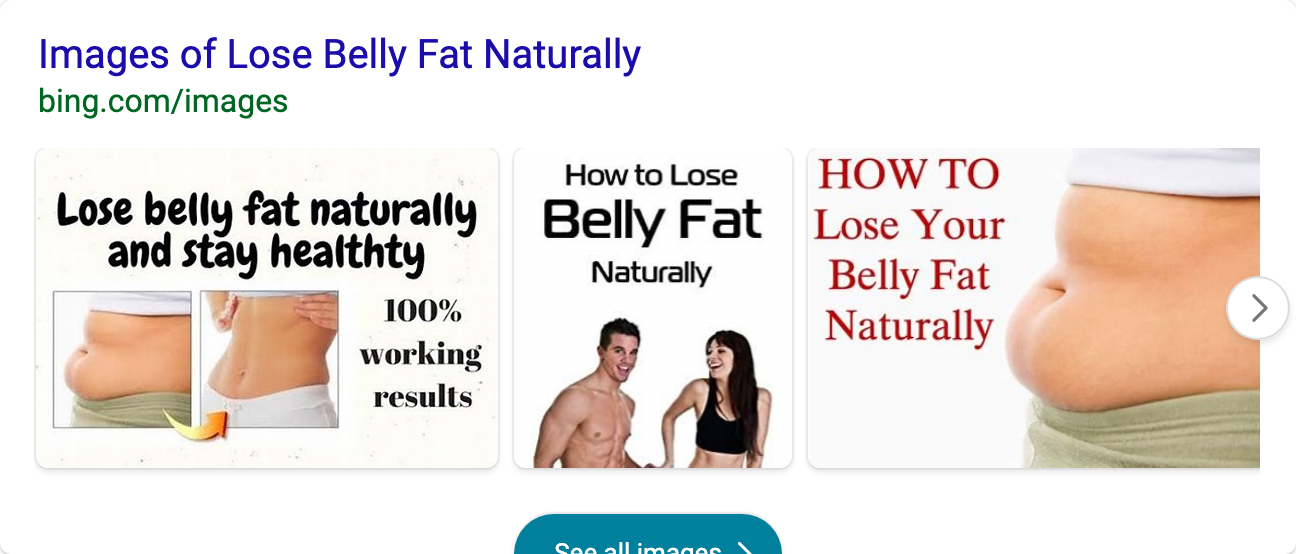 Images of Lose Belly Fat Naturally
bing.com/images
Lose belly fat naturally
and stay healthty
100%
working
results
How to Lose
Belly Fat
Naturally
HOW TO
Lose Your
Belly Fat
Naturally
See all images